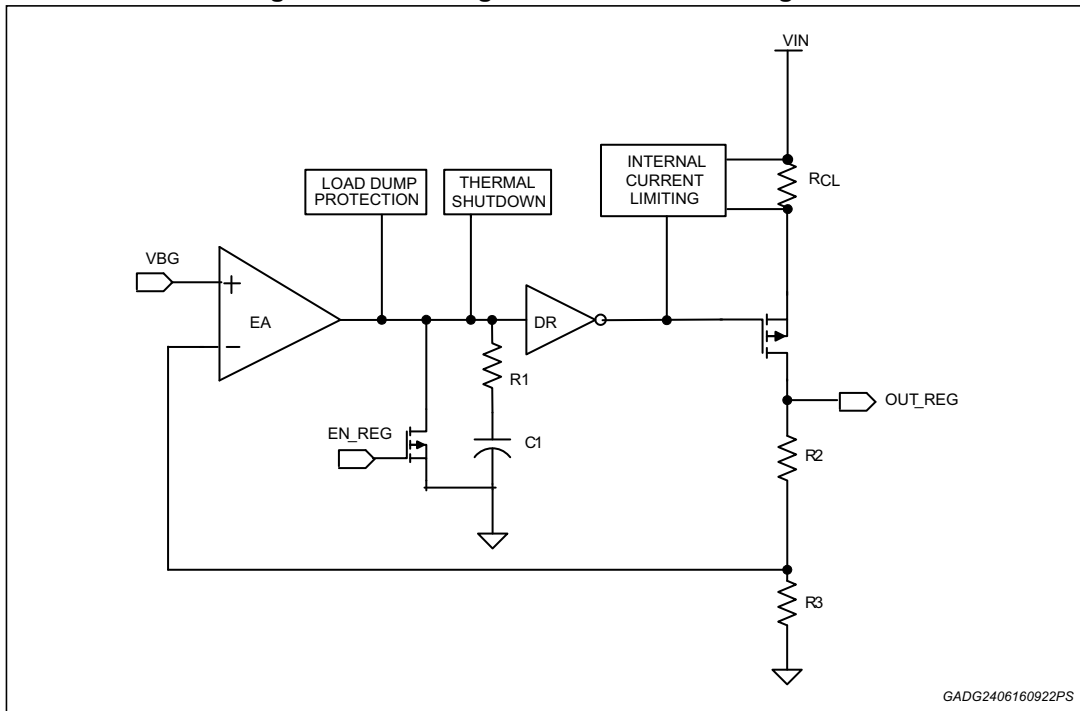 VIN
INTERNAL
CURRENT
LIMITING
RCL
LOAD DUMP
PROTECTION
THERMAL
SHUTDOWN
VBG
+
EA
−
DR
R1
OUT_REG
EN_REG
C1
R2
R3
GADG2406160922PS